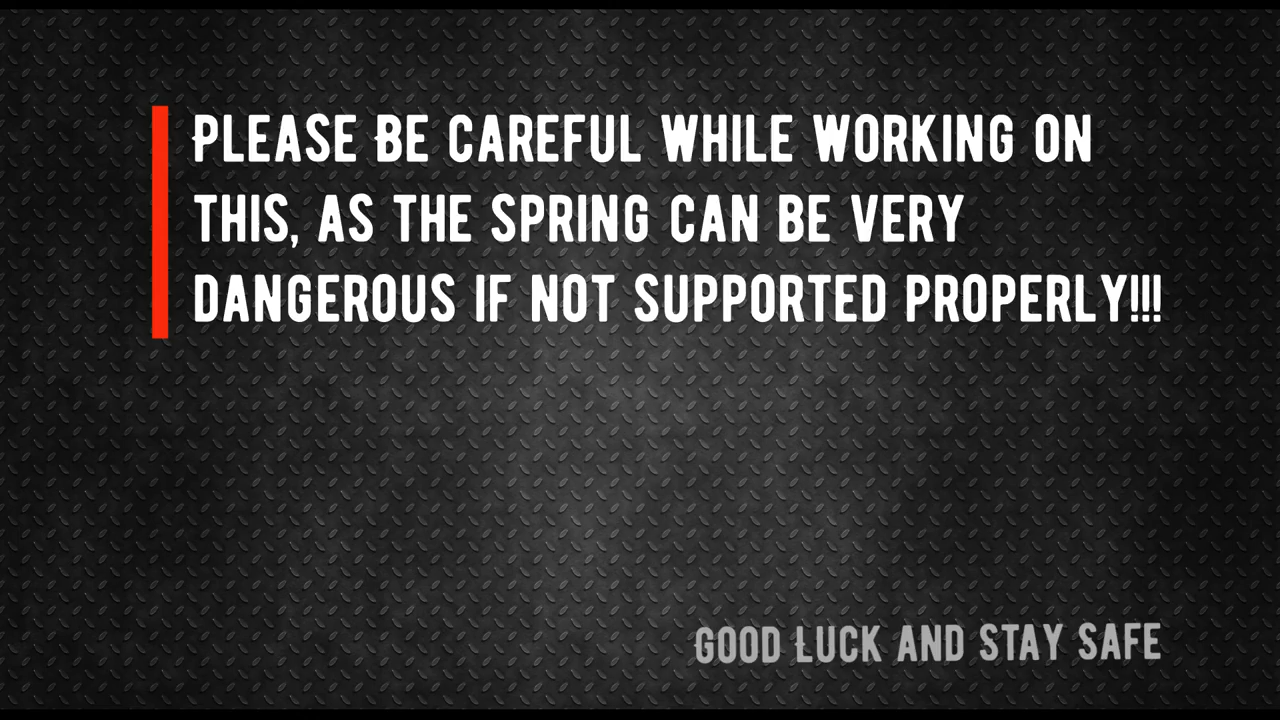 PLEASE BE CAREFUL WHILE WORKING ON
THIS, AS THE SPRING CAN BE VERY
DANGEROUS IF NOT SUPPORTED PROPERLY!!!
GOOD LUCK AND STAY SAFE